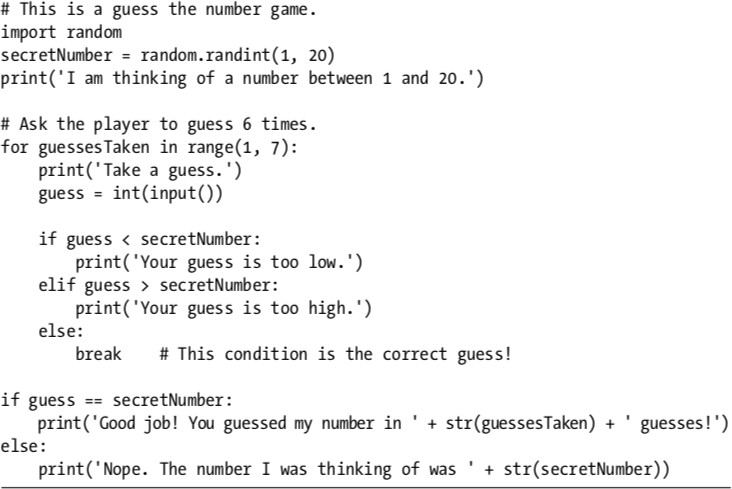 # This is a guess the number game.
import random
secretNumber = random.randint(1, 20)
print('I am thinking of a number between 1 and 20.')

# Ask the player to guess 6 times.
for guessesTaken in range(1, 7):
    print('Take a guess.')
    guess = int(input())

    if guess < secretNumber:
        print('Your guess is too low.')
    elif guess > secretNumber:
        print('Your guess is too high.')
    else:
        break    # This condition is the correct guess!

if guess == secretNumber:
    print('Good job! You guessed my number in ' + str(guessesTaken) + ' guesses!')
else:
    print('Nope. The number I was thinking of was ' + str(secretNumber))